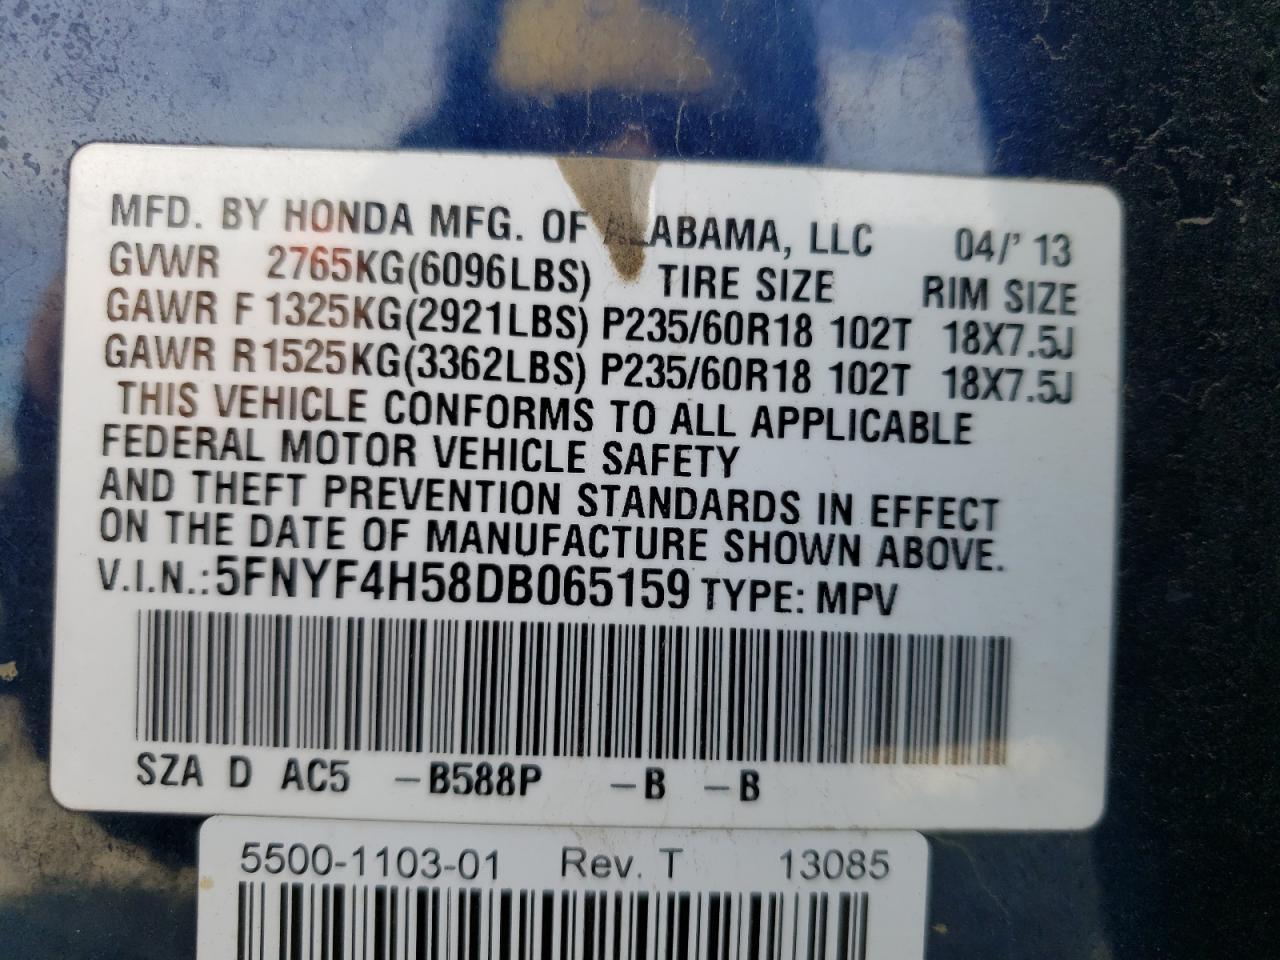 MFD. BY HONDA MFG. OF ALABAMA, LLC 04/'13
GVWR 2765KG(6096LBS) TIRE SIZE RIM SIZE
GAWR F 1325KG(2921LBS) P235/60R18 102T 18X7.5J
GAWR R 1525KG(3362LBS) P235/60R18 102T 18X7.5J
THIS VEHICLE CONFORMS TO ALL APPLICABLE
FEDERAL MOTOR VEHICLE SAFETY
AND THEFT PREVENTION STANDARDS IN EFFECT
ON THE DATE OF MANUFACTURE SHOWN ABOVE.
V.I.N.: 5FNYF4H58DB065159 TYPE: MPV
SZA D AC5 -B588P -B -B
5500-1103-01 Rev. T 13085